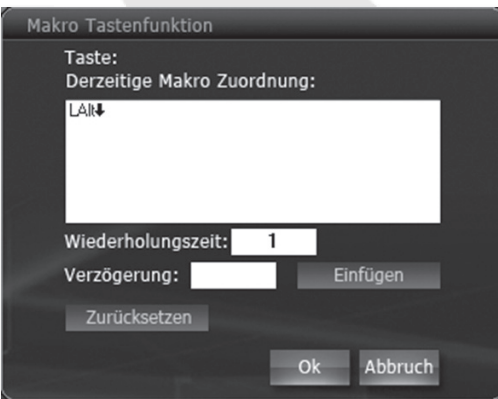 Makro Tastenfunktion
Taste:
Derzeitige Makro Zuordnung:
LAlt⬇
Wiederholungszeit: 1
Verzögerung: Einfügen
Zurücksetzen
Ok Abbruch